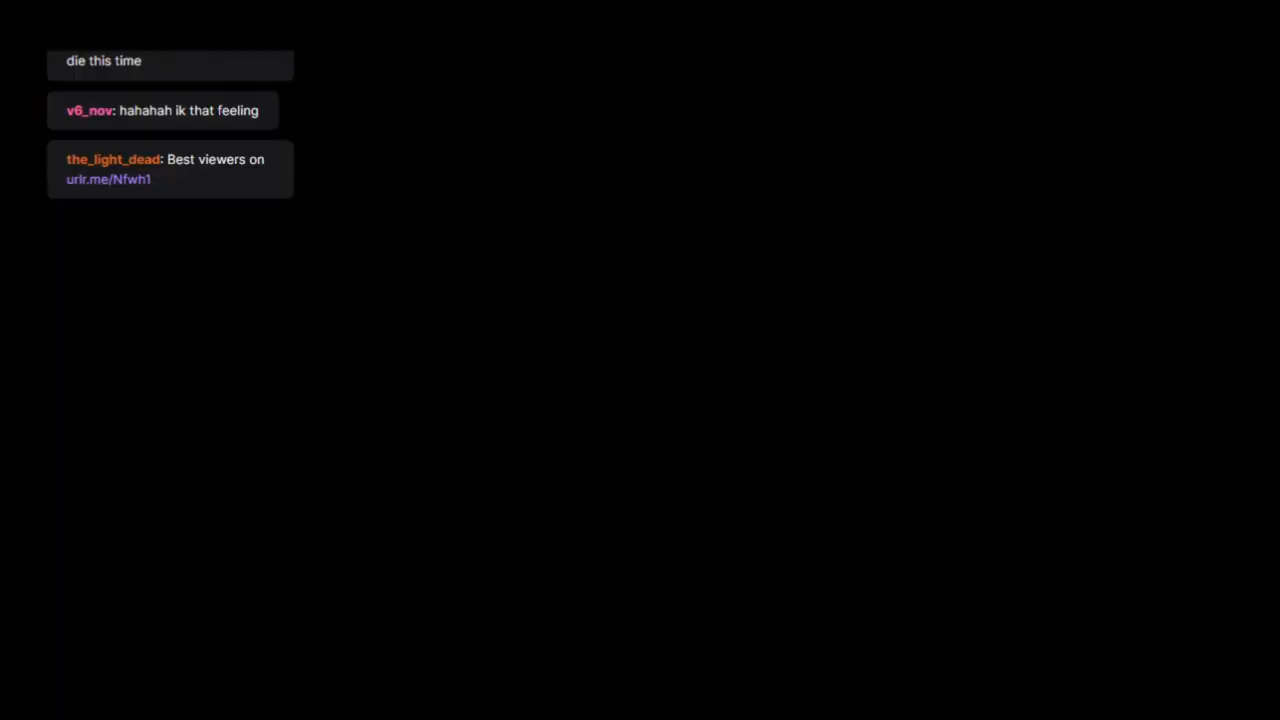 die this time
v6_nov: hahahah ik that feeling
the_light_dead: Best viewers on
urlr.me/Nfwh1